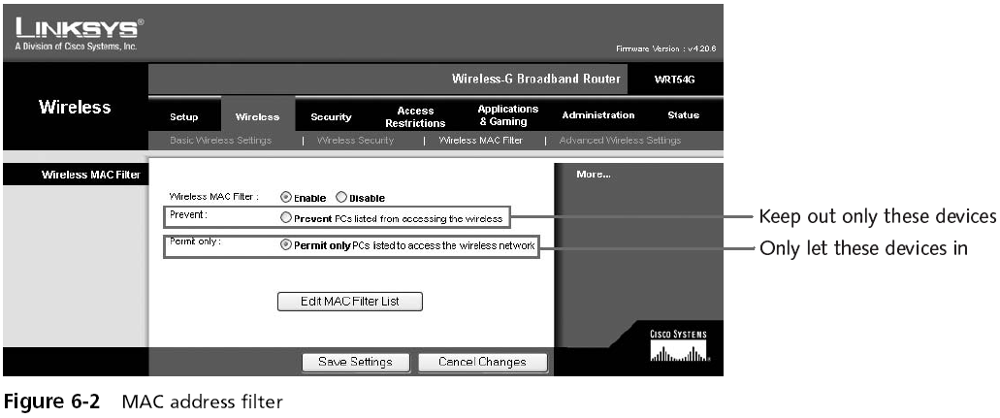 LINKSYS®
A Division of Cisco Systems, Inc.
Firmware Version : v4.20.6
Wireless-G Broadband Router WRT54G
Wireless
Setup Wireless Security Access Restrictions Applications & Gaming Administration Status
Basic Wireless Settings | Wireless Security | Wireless MAC Filter | Advanced Wireless Settings
Wireless MAC Filter
More...
Wireless MAC Filter : Enable Disable
Prevent : Prevent PCs listed from accessing the wireless
Keep out only these devices
Permit only : Permit only PCs listed to access the wireless network
Only let these devices in
Edit MAC Filter List
CISCO SYSTEMS
Save Settings Cancel Changes
Figure 6-2 MAC address filter